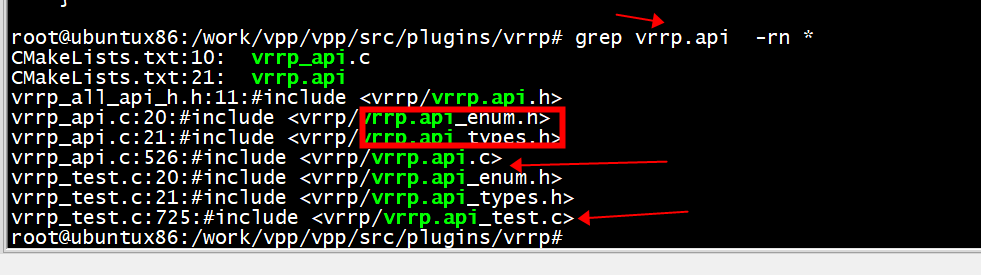 root@ubuntux86:/work/vpp/vpp/src/plugins/vrrp# grep vrrp.api  -rn *
CMakeLists.txt:10:  vrrp_api.c
CMakeLists.txt:21:  vrrp.api
vrrp_all_api_h.h:11:#include <vrrp/vrrp.api.h>
vrrp_api.c:20:#include <vrrp/vrrp.api_enum.h>
vrrp_api.c:21:#include <vrrp/vrrp.api_types.h>
vrrp_api.c:526:#include <vrrp/vrrp.api.c>
vrrp_test.c:20:#include <vrrp/vrrp.api_enum.h>
vrrp_test.c:21:#include <vrrp/vrrp.api_types.h>
vrrp_test.c:725:#include <vrrp/vrrp.api_test.c>
root@ubuntux86:/work/vpp/vpp/src/plugins/vrrp#